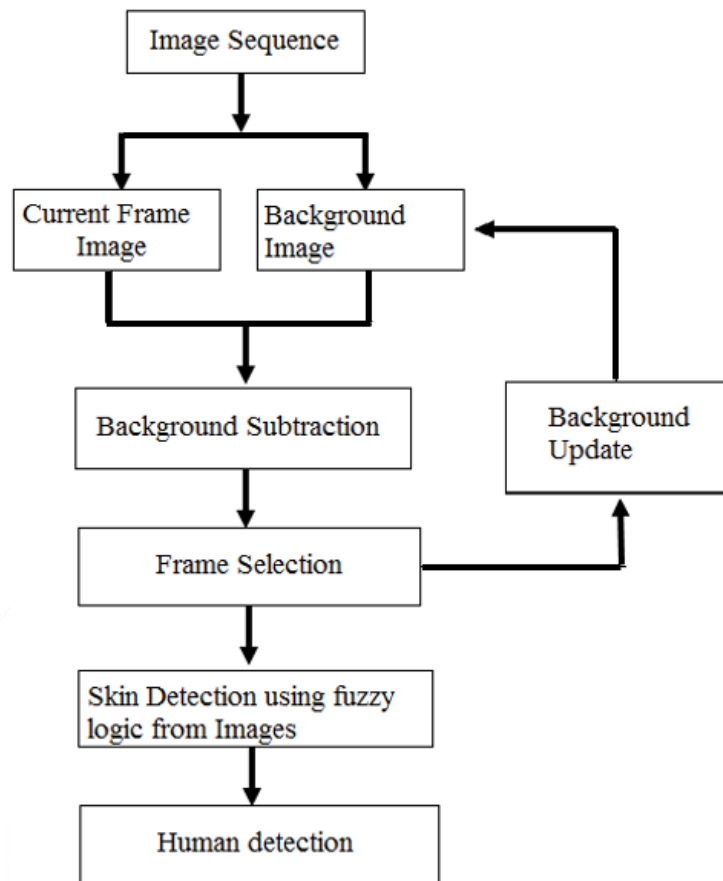 Image Sequence
Current Frame
Image
Background
Image
Background Subtraction
Background
Update
Frame Selection
Skin Detection using fuzzy
logic from Images
Human detection